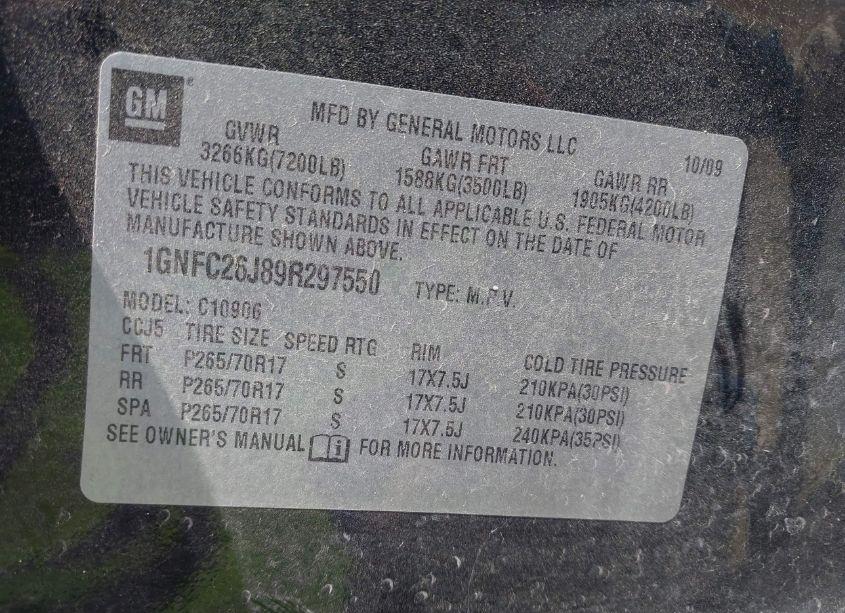 GM ®
MFD BY GENERAL MOTORS LLC
10/09
GVWR GAWR FRT GAWR RR
3266KG(7200LB) 1588KG(3500LB) 1905KG(4200LB)
THIS VEHICLE CONFORMS TO ALL APPLICABLE U.S. FEDERAL MOTOR
VEHICLE SAFETY STANDARDS IN EFFECT ON THE DATE OF
MANUFACTURE SHOWN ABOVE.
1GNFC26J89R297550 TYPE: M.P.V.
MODEL: C10906
CCJ5 TIRE SIZE SPEED RTG RIM COLD TIRE PRESSURE
FRT P265/70R17 S 17X7.5J 210KPA(30PSI)
RR P265/70R17 S 17X7.5J 210KPA(30PSI)
SPA P265/70R17 S 17X7.5J 240KPA(35PSI)
SEE OWNER'S MANUAL i FOR MORE INFORMATION.